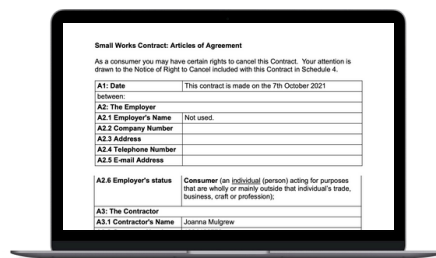 Small Works Contract: Articles of Agreement
As a consumer you may have certain rights to cancel this Contract. Your attention is
drawn to the Notice of Right to Cancel included with this Contract in Schedule 4.
A1: Date This contract is made on the 7th October 2021
between:
A2: The Employer
A2.1 Employer's Name Not used.
A2.2 Company Number
A2.3 Address
A2.4 Telephone Number
A2.5 E-mail Address
A2.6 Employer's status Consumer (an individual (person) acting for purposes
that are wholly or mainly outside that individual's trade,
business, craft or profession);
A3: The Contractor
A3.1 Contractor's Name Joanna Mulgrew